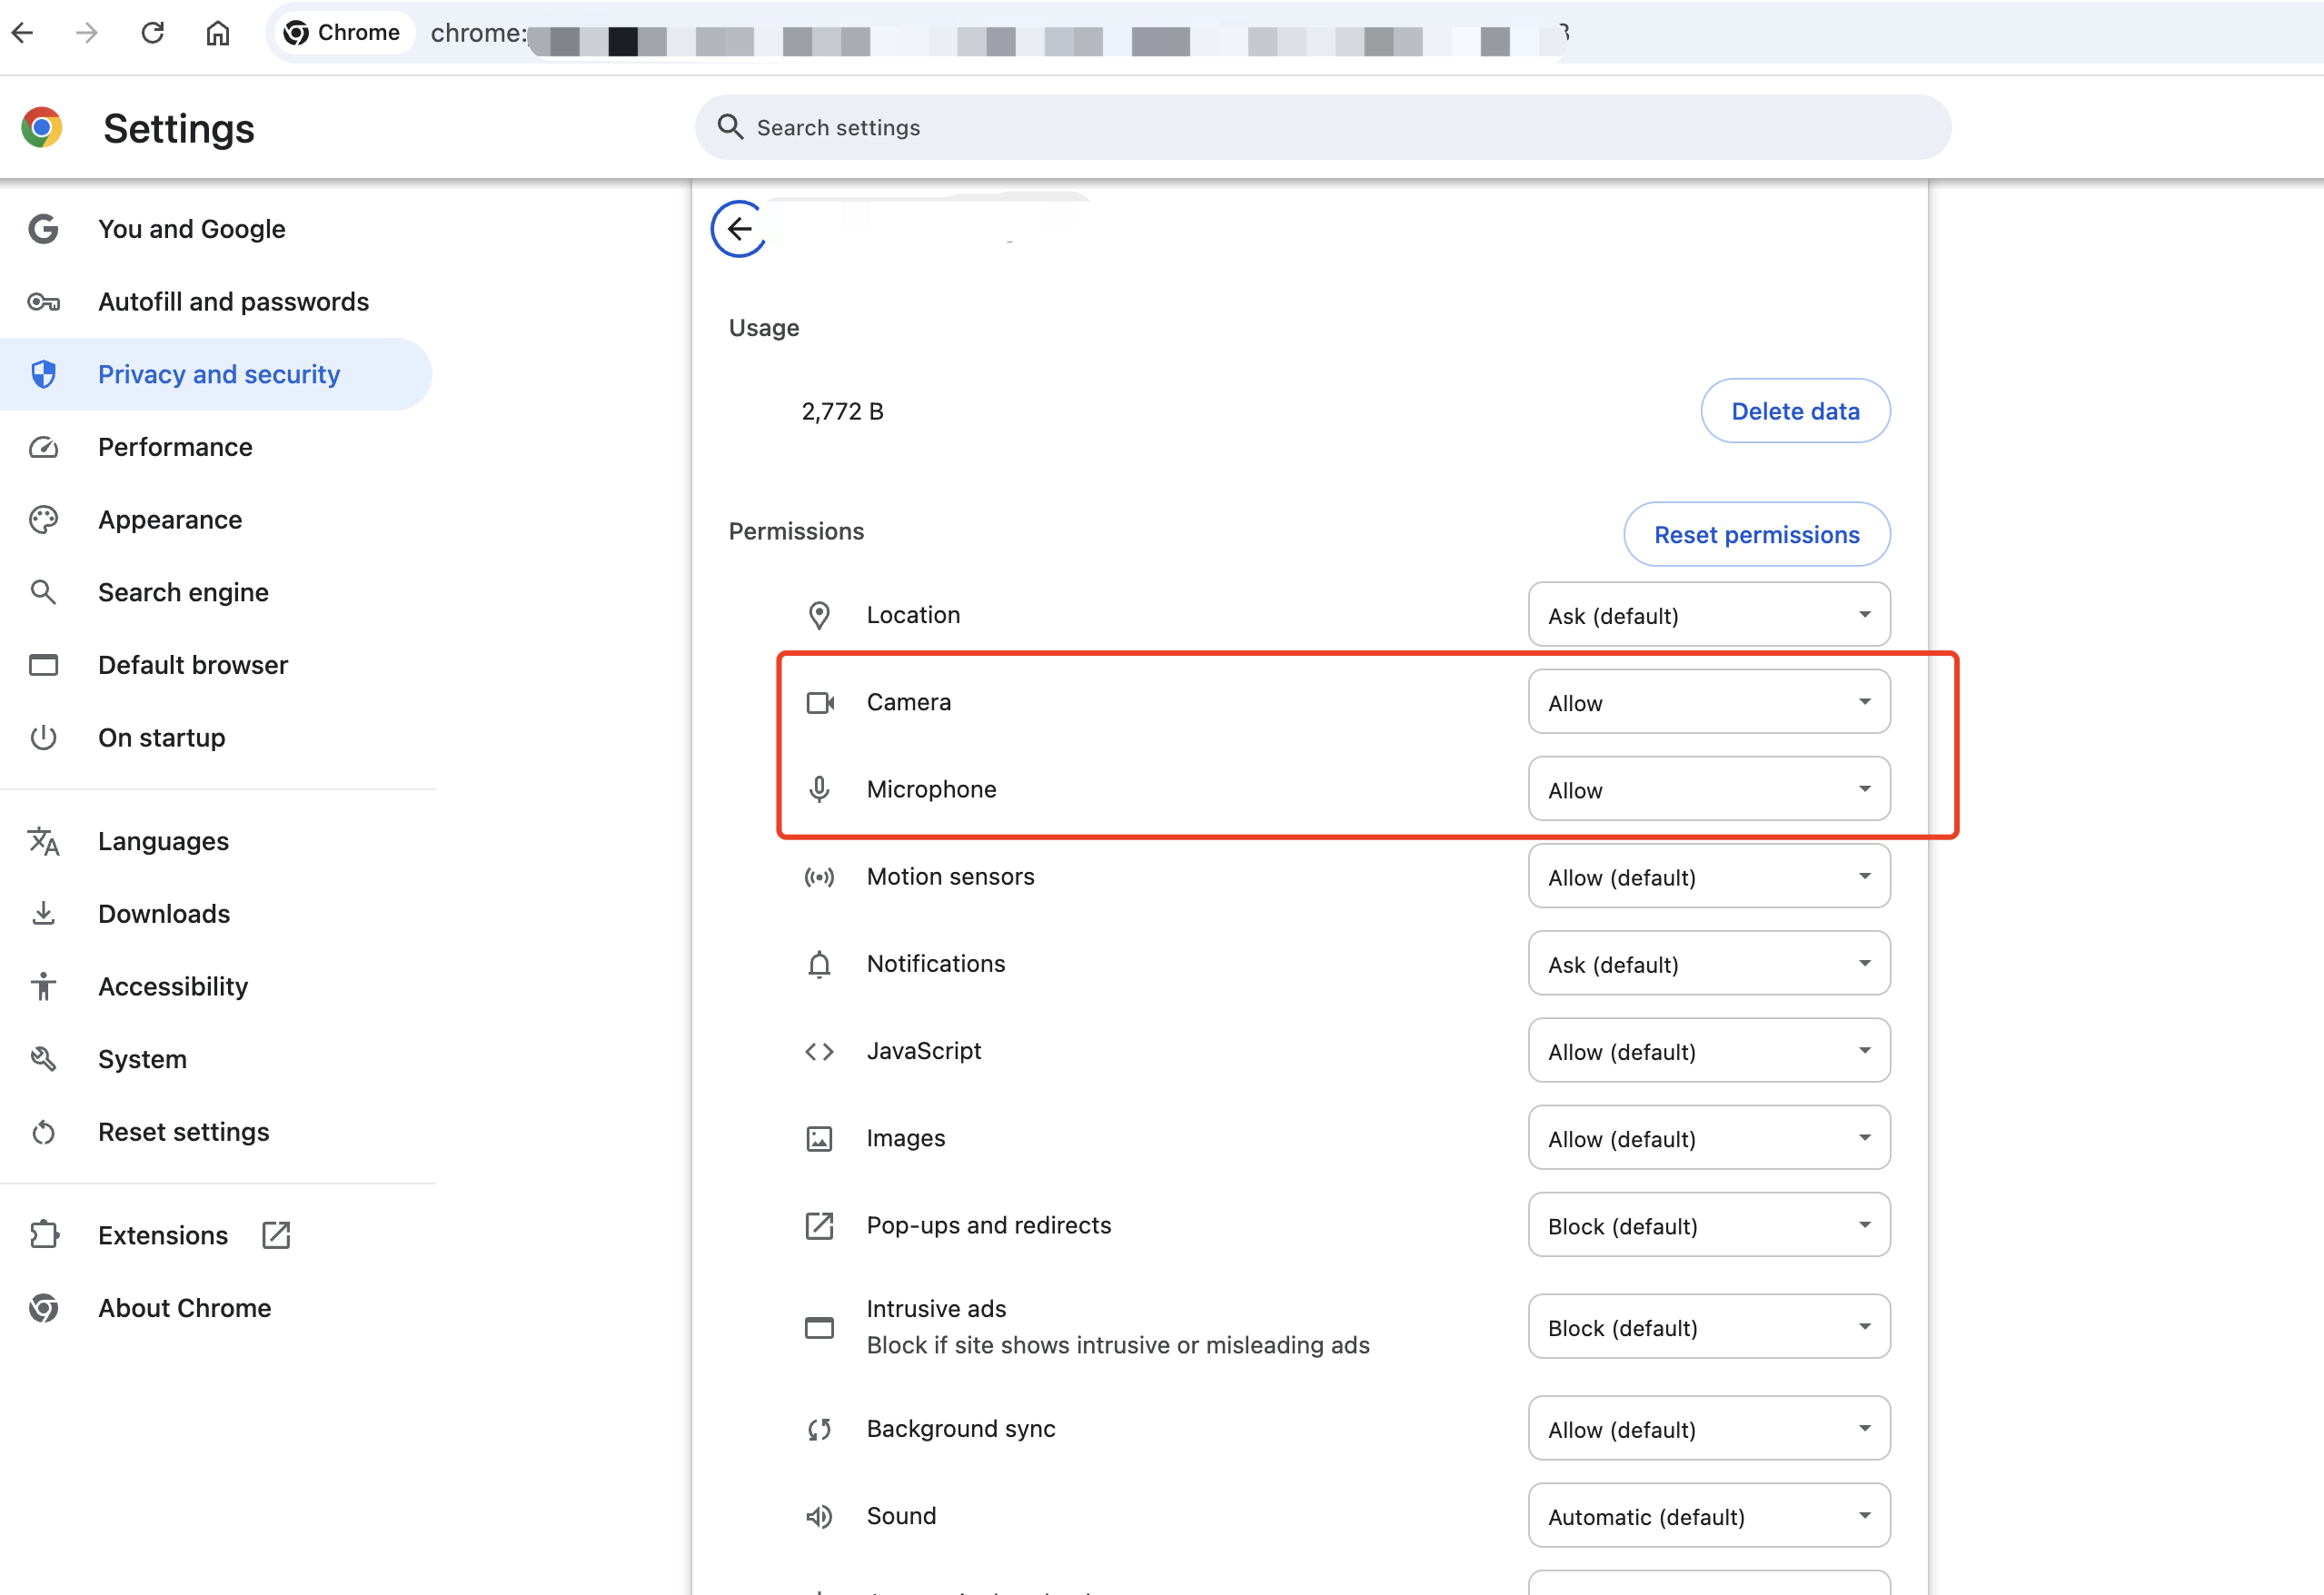 Chrome chrome:
Settings
Search settings
You and Google
Autofill and passwords
Privacy and security
Performance
Appearance
Search engine
Default browser
On startup
Languages
Downloads
Accessibility
System
Reset settings
Extensions
About Chrome
Usage
2,772 B
Delete data
Permissions
Reset permissions
Location Ask (default)
Camera Allow
Microphone Allow
Motion sensors Allow (default)
Notifications Ask (default)
JavaScript Allow (default)
Images Allow (default)
Pop-ups and redirects Block (default)
Intrusive ads
Block if site shows intrusive or misleading ads
Block (default)
Background sync Allow (default)
Sound Automatic (default)